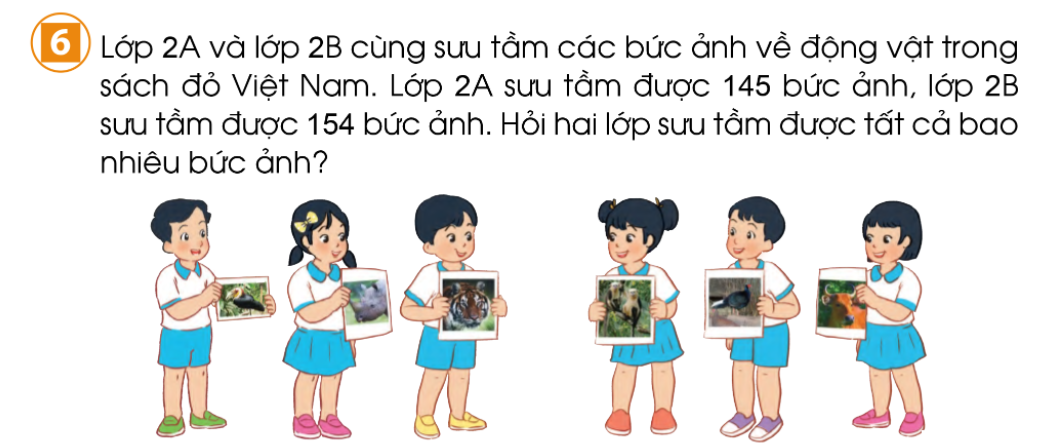 6 Lớp 2A và lớp 2B cùng sưu tầm các bức ảnh về động vật trong
sách đỏ Việt Nam. Lớp 2A sưu tầm được 145 bức ảnh, lớp 2B
sưu tầm được 154 bức ảnh. Hỏi hai lớp sưu tầm được tất cả bao
nhiêu bức ảnh?